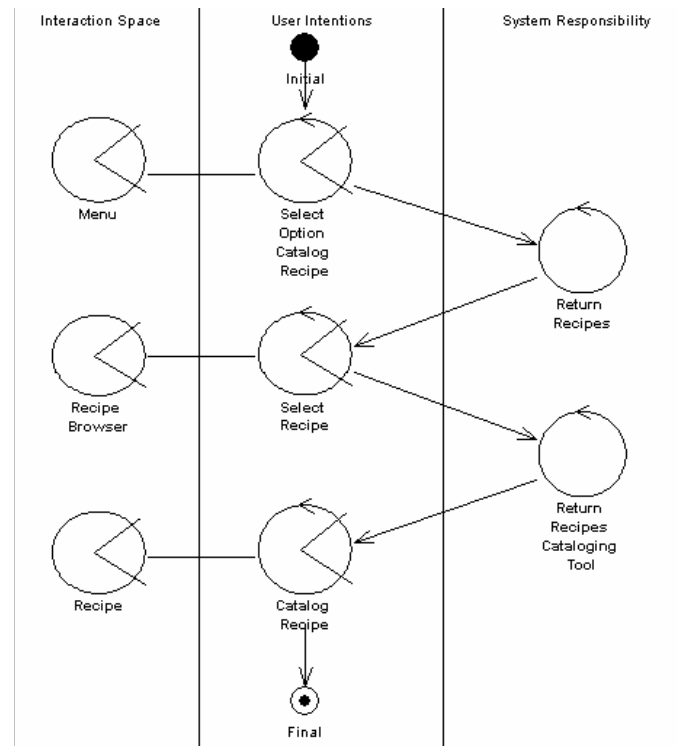 Interaction Space
User Intentions
System Responsibility
Initial
Menu
Select
Option
Catalog
Recipe
Return
Recipes
Recipe
Browser
Select
Recipe
Return
Recipes
Cataloging
Tool
Recipe
Catalog
Recipe
Final